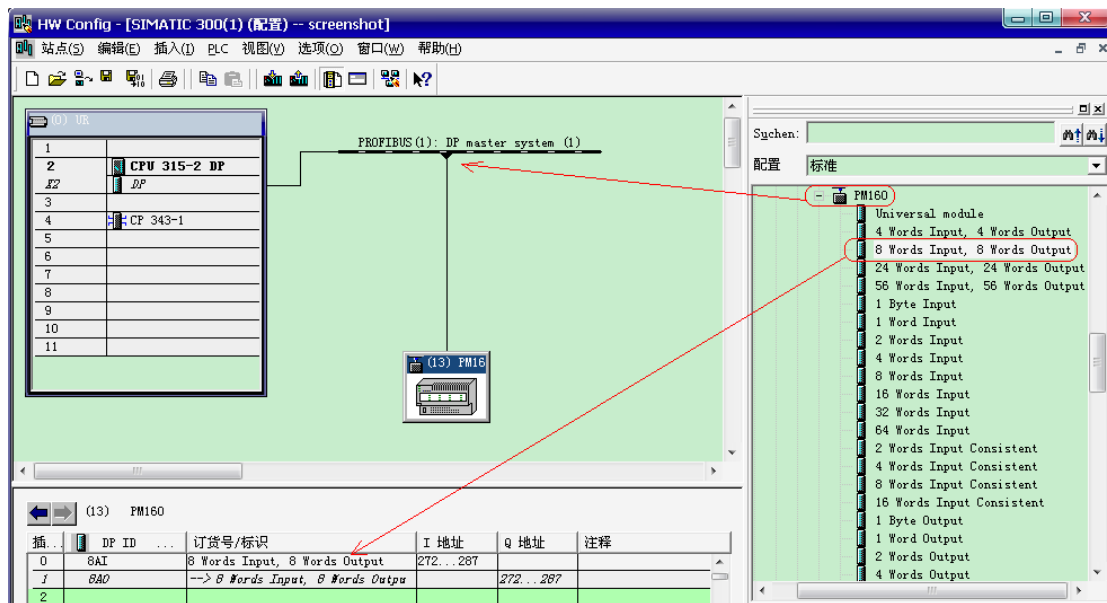 HW Config - [SIMATIC 300(1) (配置) -- screenshot]
站点(S) 编辑(E) 插入(I) PLC 视图(V) 选项(O) 窗口(W) 帮助(H)
(0) UR
1
2 CPU 315-2 DP
X2 DP
3
4 CP 343-1
5
6
7
8
9
10
11
PROFIBUS(1): DP master system (1)
(13) PM16
Suchen:
配置 标准
PM160
Universal module
4 Words Input, 4 Words Output
8 Words Input, 8 Words Output
24 Words Input, 24 Words Output
56 Words Input, 56 Words Output
1 Byte Input
1 Word Input
2 Words Input
4 Words Input
8 Words Input
16 Words Input
32 Words Input
64 Words Input
2 Words Input Consistent
4 Words Input Consistent
8 Words Input Consistent
16 Words Input Consistent
1 Byte Output
1 Word Output
2 Words Output
4 Words Output
(13) PM160
插... DP ID ... 订货号/标识 I 地址 Q 地址 注释
0 8AI 8 Words Input, 8 Words Output 272...287
1 8AO --> 8 Words Input, 8 Words Outpu 272...287
2